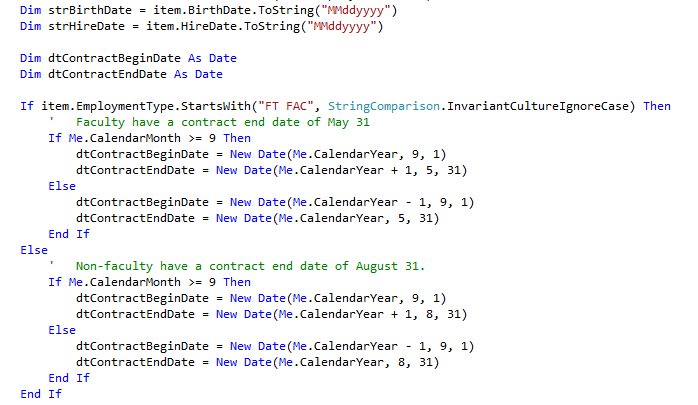 Dim strBirthDate = item.BirthDate.ToString("MMddyyyy")
Dim strHireDate = item.HireDate.ToString("MMddyyyy")
Dim dtContractBeginDate As Date
Dim dtContractEndDate As Date
If item.EmploymentType.StartsWith("FT FAC", StringComparison.InvariantCultureIgnoreCase) Then
'   Faculty have a contract end date of May 31
If Me.CalendarMonth >= 9 Then
dtContractBeginDate = New Date(Me.CalendarYear, 9, 1)
dtContractEndDate = New Date(Me.CalendarYear + 1, 5, 31)
Else
dtContractBeginDate = New Date(Me.CalendarYear - 1, 9, 1)
dtContractEndDate = New Date(Me.CalendarYear, 5, 31)
End If
Else
'   Non-faculty have a contract end date of August 31.
If Me.CalendarMonth >= 9 Then
dtContractBeginDate = New Date(Me.CalendarYear, 9, 1)
dtContractEndDate = New Date(Me.CalendarYear + 1, 8, 31)
Else
dtContractBeginDate = New Date(Me.CalendarYear - 1, 9, 1)
dtContractEndDate = New Date(Me.CalendarYear, 8, 31)
End If
End If